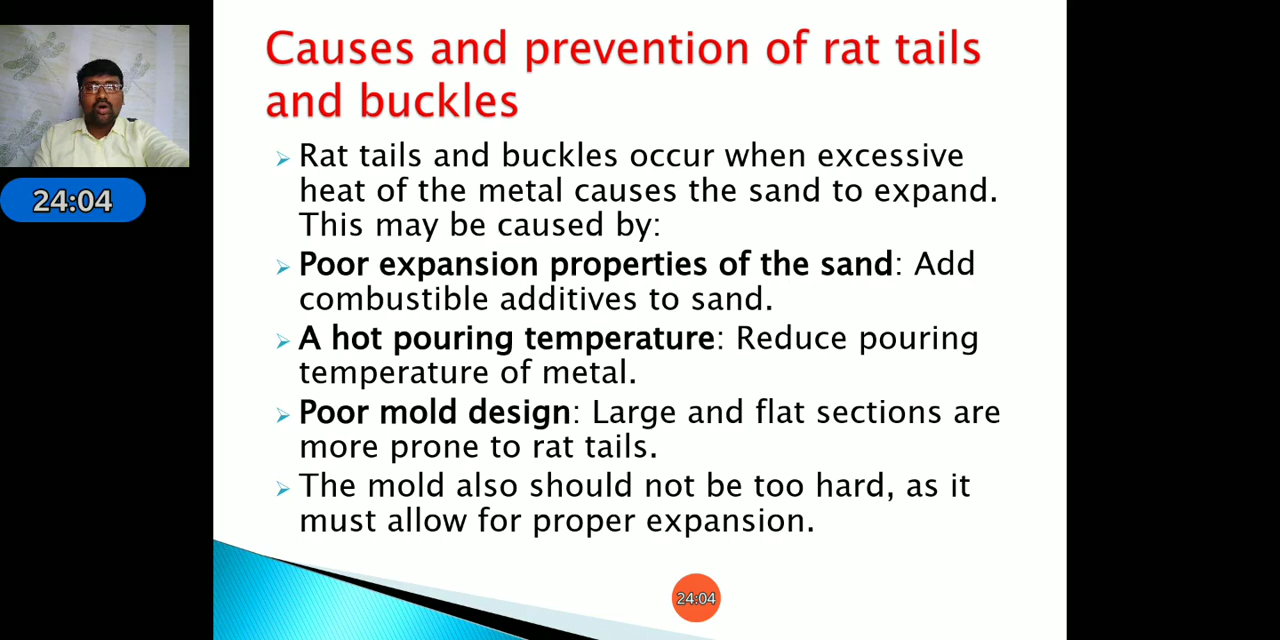 Causes and prevention of rat tails
and buckles
24:04
Rat tails and buckles occur when excessive
heat of the metal causes the sand to expand.
This may be caused by:
Poor expansion properties of the sand: Add
combustible additives to sand.
A hot pouring temperature: Reduce pouring
temperature of metal.
Poor mold design: Large and flat sections are
more prone to rat tails.
The mold also should not be too hard, as it
must allow for proper expansion.
24:04